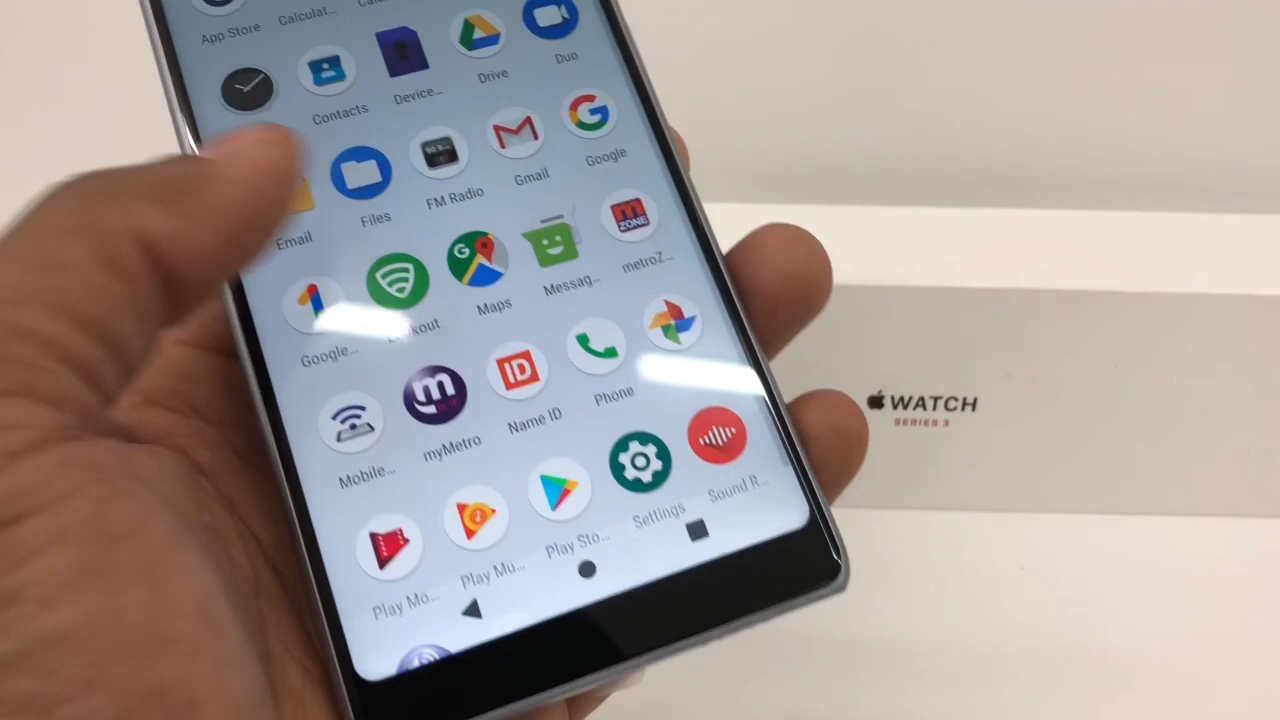 App Store
Calculat...
Contacts
Device...
Drive
Duo
Email
Files
FM Radio
Gmail
Google
G
Google...
Maps
Messag...
m
ZONE
metroZ...
Mobile...
m
myMetro
ID
Name ID
Phone
Play Mo...
Play Mu...
Play Sto...
Settings
Sound R...
WATCH
SERIES 3